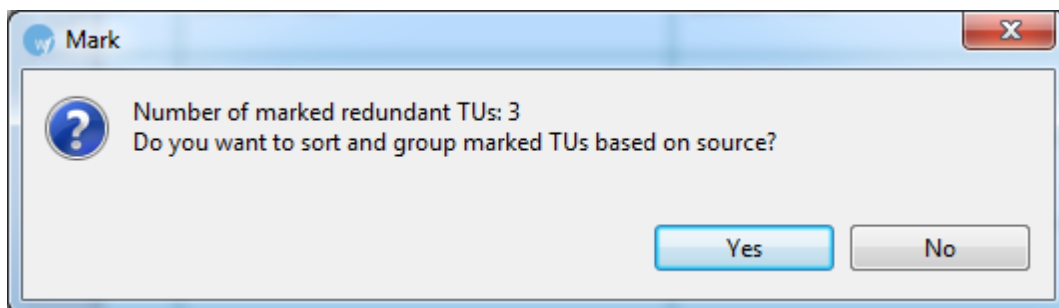 Mark
Number of marked redundant TUs: 3
Do you want to sort and group marked TUs based on source?
Yes No